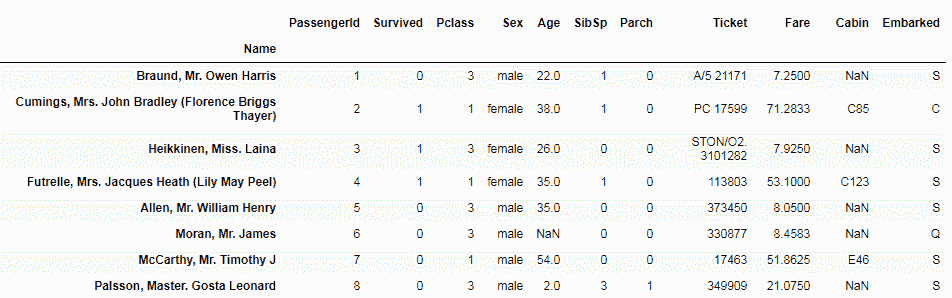 PassengerId Survived Pclass Sex Age SibSp Parch Ticket Fare Cabin Embarked
Name
Braund, Mr. Owen Harris 1 0 3 male 22.0 1 0 A/5 21171 7.2500 NaN S
Cumings, Mrs. John Bradley (Florence Briggs
Thayer) 2 1 1 female 38.0 1 0 PC 17599 71.2833 C85 C
Heikkinen, Miss. Laina 3 1 3 female 26.0 0 0 STON/O2.
3101282 7.9250 NaN S
Futrelle, Mrs. Jacques Heath (Lily May Peel) 4 1 1 female 35.0 1 0 113803 53.1000 C123 S
Allen, Mr. William Henry 5 0 3 male 35.0 0 0 373450 8.0500 NaN S
Moran, Mr. James 6 0 3 male NaN 0 0 330877 8.4583 NaN Q
McCarthy, Mr. Timothy J 7 0 1 male 54.0 0 0 17463 51.8625 E46 S
Palsson, Master. Gosta Leonard 8 0 3 male 2.0 3 1 349909 21.0750 NaN S